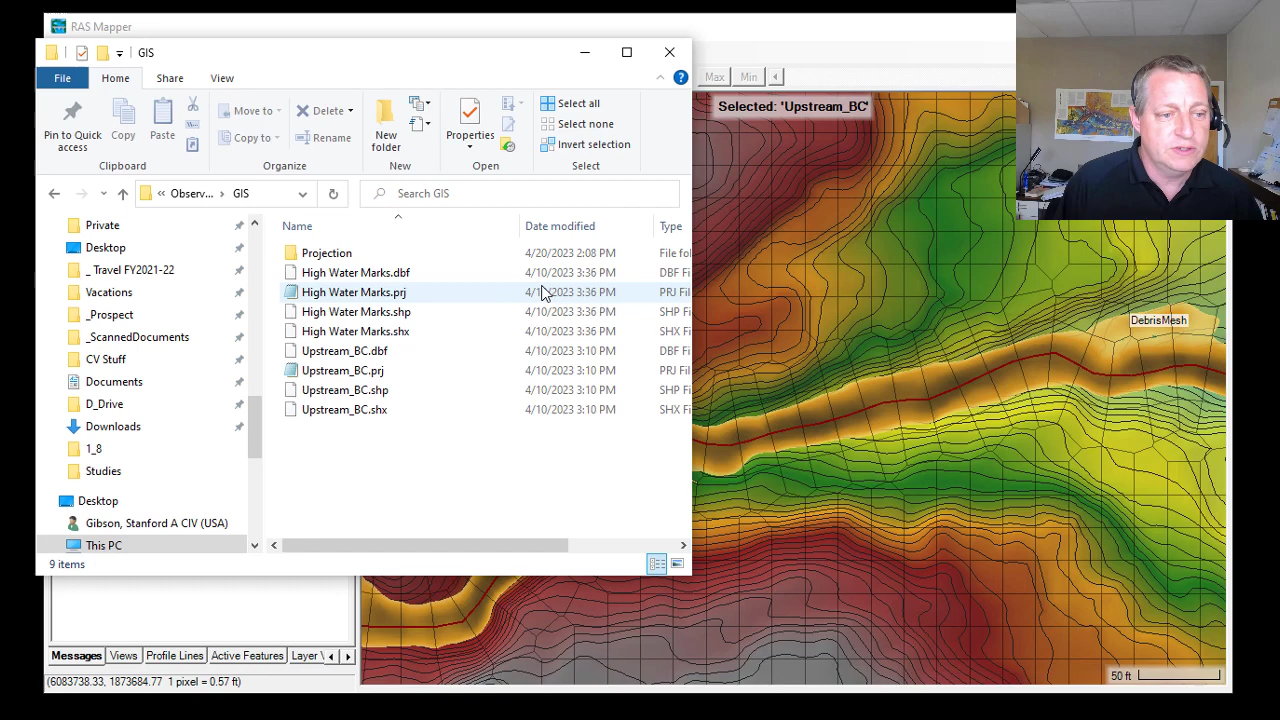 RAS Mapper
GIS
File Home Share View
Pin to Quick access
Copy
Paste
Clipboard
Move to
Copy to
Delete
Rename
Organize
New folder
New
Properties
Open
Select all
Select none
Invert selection
Select
« Observ... > GIS
Search GIS
Private
Desktop
_ Travel FY2021-22
Vacations
_Prospect
_ScannedDocuments
CV Stuff
Documents
D_Drive
Downloads
1_8
Studies
Desktop
Gibson, Stanford A CIV (USA)
This PC
Name Date modified Type
Projection 4/20/2023 2:08 PM File fo
High Water Marks.dbf 4/10/2023 3:36 PM DBF Fi
High Water Marks.prj 4/10/2023 3:36 PM PRJ Fil
High Water Marks.shp 4/10/2023 3:36 PM SHP Fi
High Water Marks.shx 4/10/2023 3:36 PM SHX Fi
Upstream_BC.dbf 4/10/2023 3:10 PM DBF Fi
Upstream_BC.prj 4/10/2023 3:10 PM PRJ Fil
Upstream_BC.shp 4/10/2023 3:10 PM SHP Fi
Upstream_BC.shx 4/10/2023 3:10 PM SHX Fi
9 items
Max Min
Selected: 'Upstream_BC'
DebrisMesh
50 ft
Messages Views Profile Lines Active Features Layer
(6083738.33, 1873684.77 1 pixel = 0.57 ft)